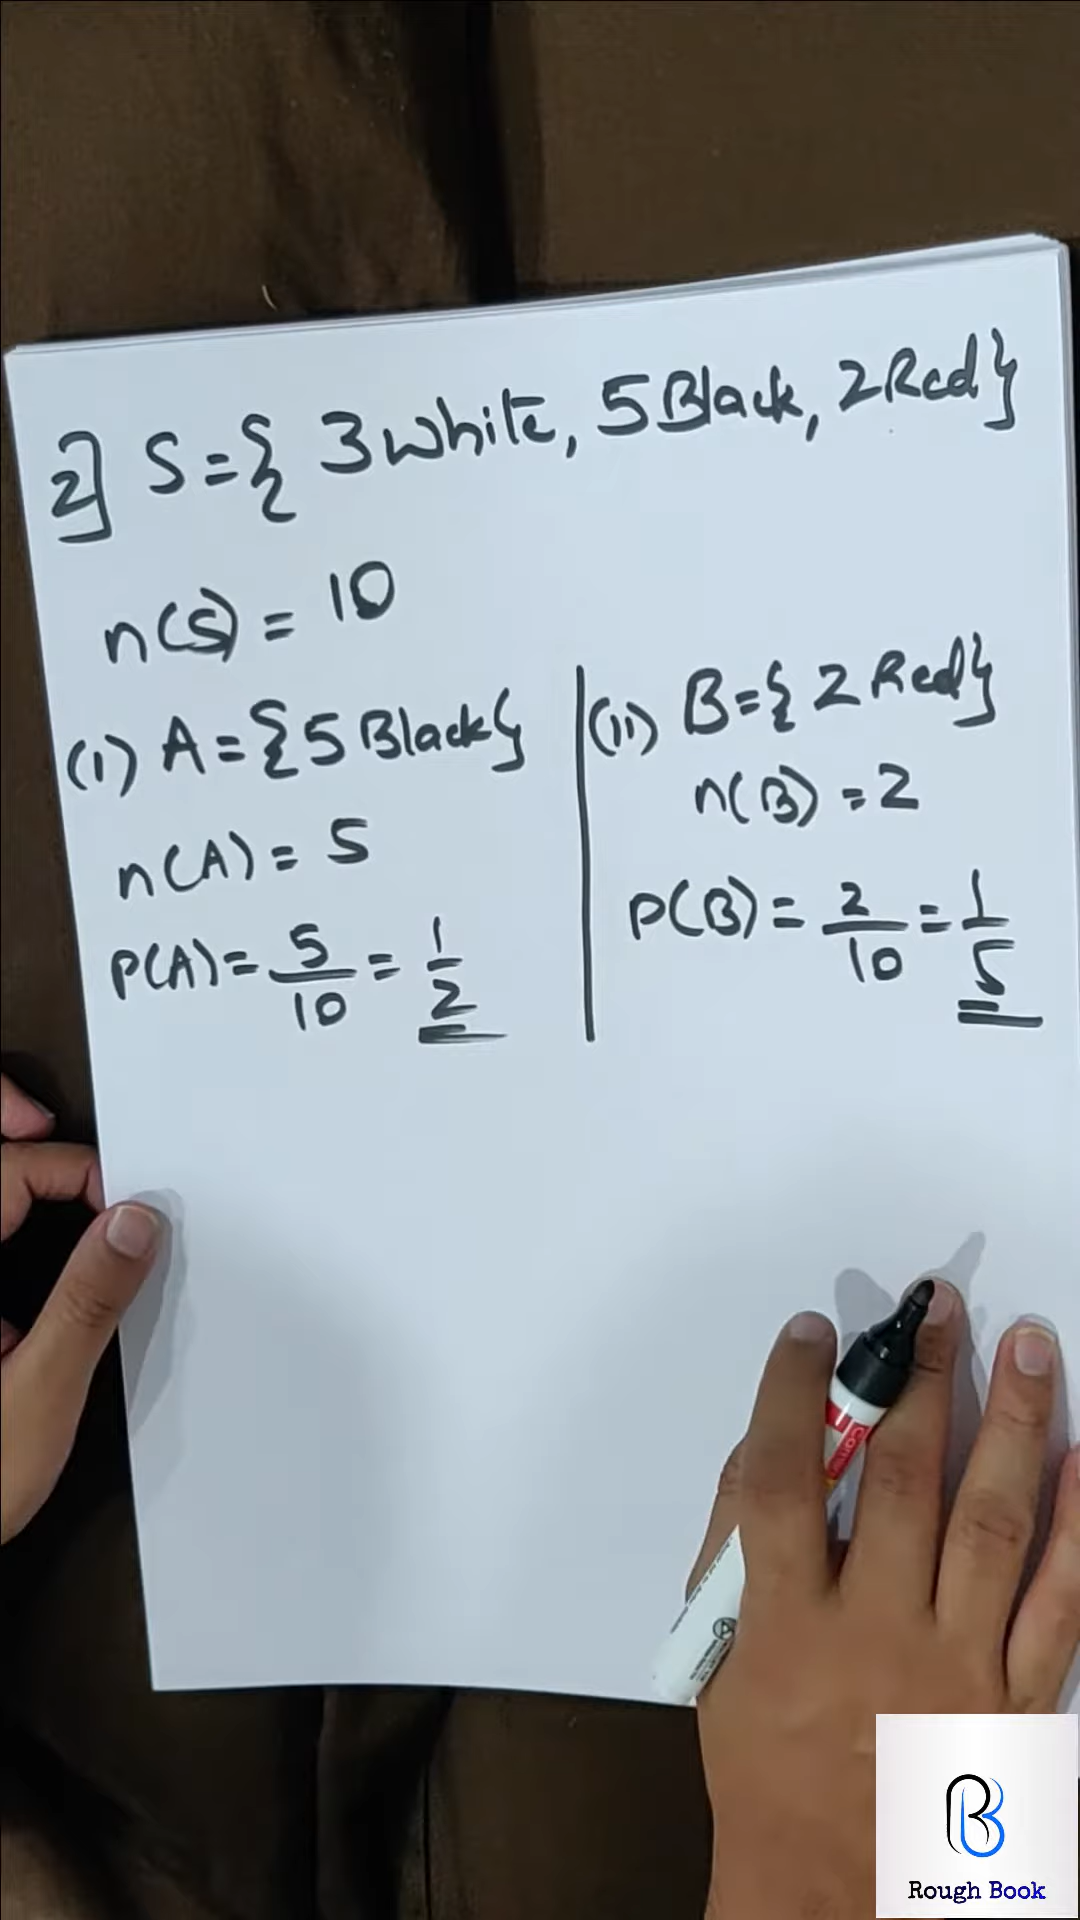 2] S={ 3 white, 5 Black, 2 Red}
n(S) = 10
(i) A = {5 Black}
n(A) = 5
P(A) = 5/10 = 1/2
(ii) B = { 2 Red}
n(B) = 2
P(B) = 2/10 = 1/5
Rough Book